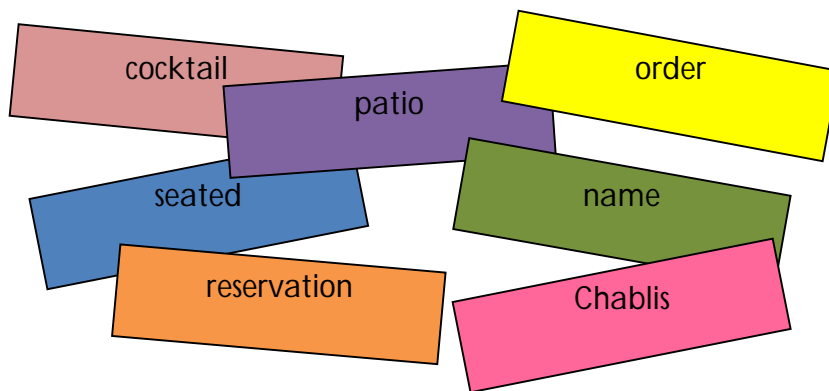 cocktail
patio
order
seated
name
reservation
Chablis